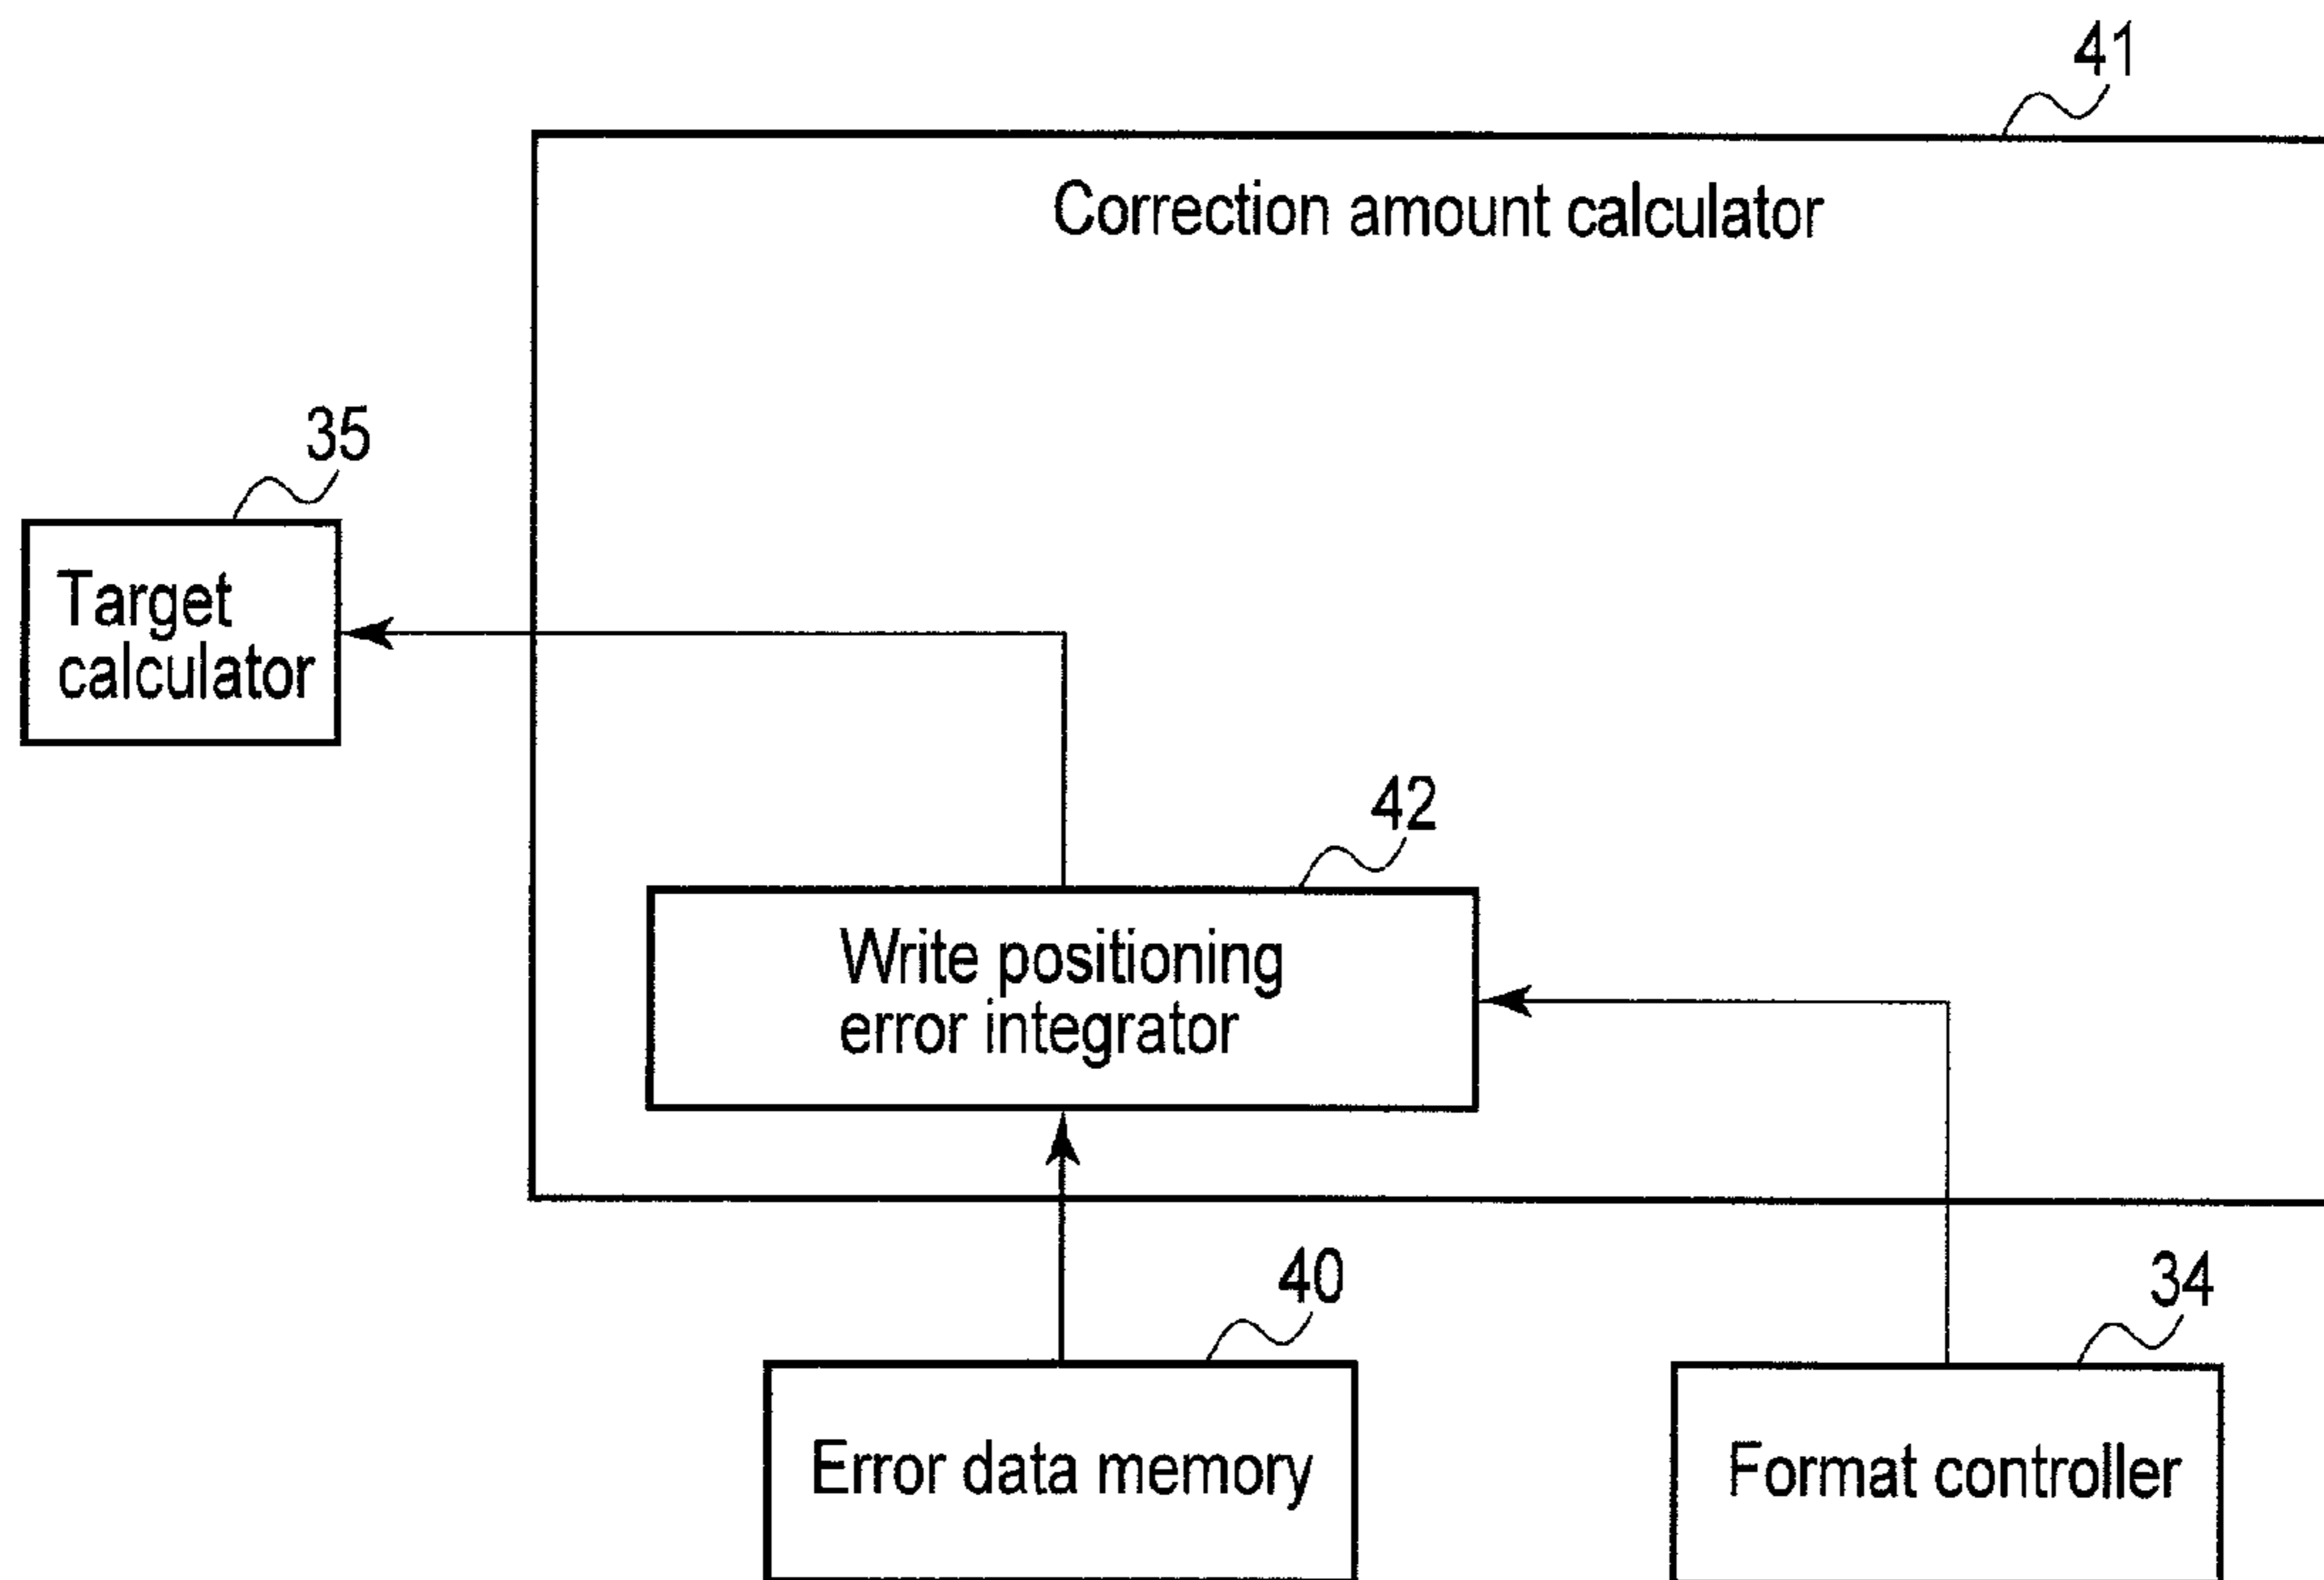 41
Correction amount calculator
35
Target
calculator
42
Write positioning
error integrator
40
34
Error data memory
Format controller